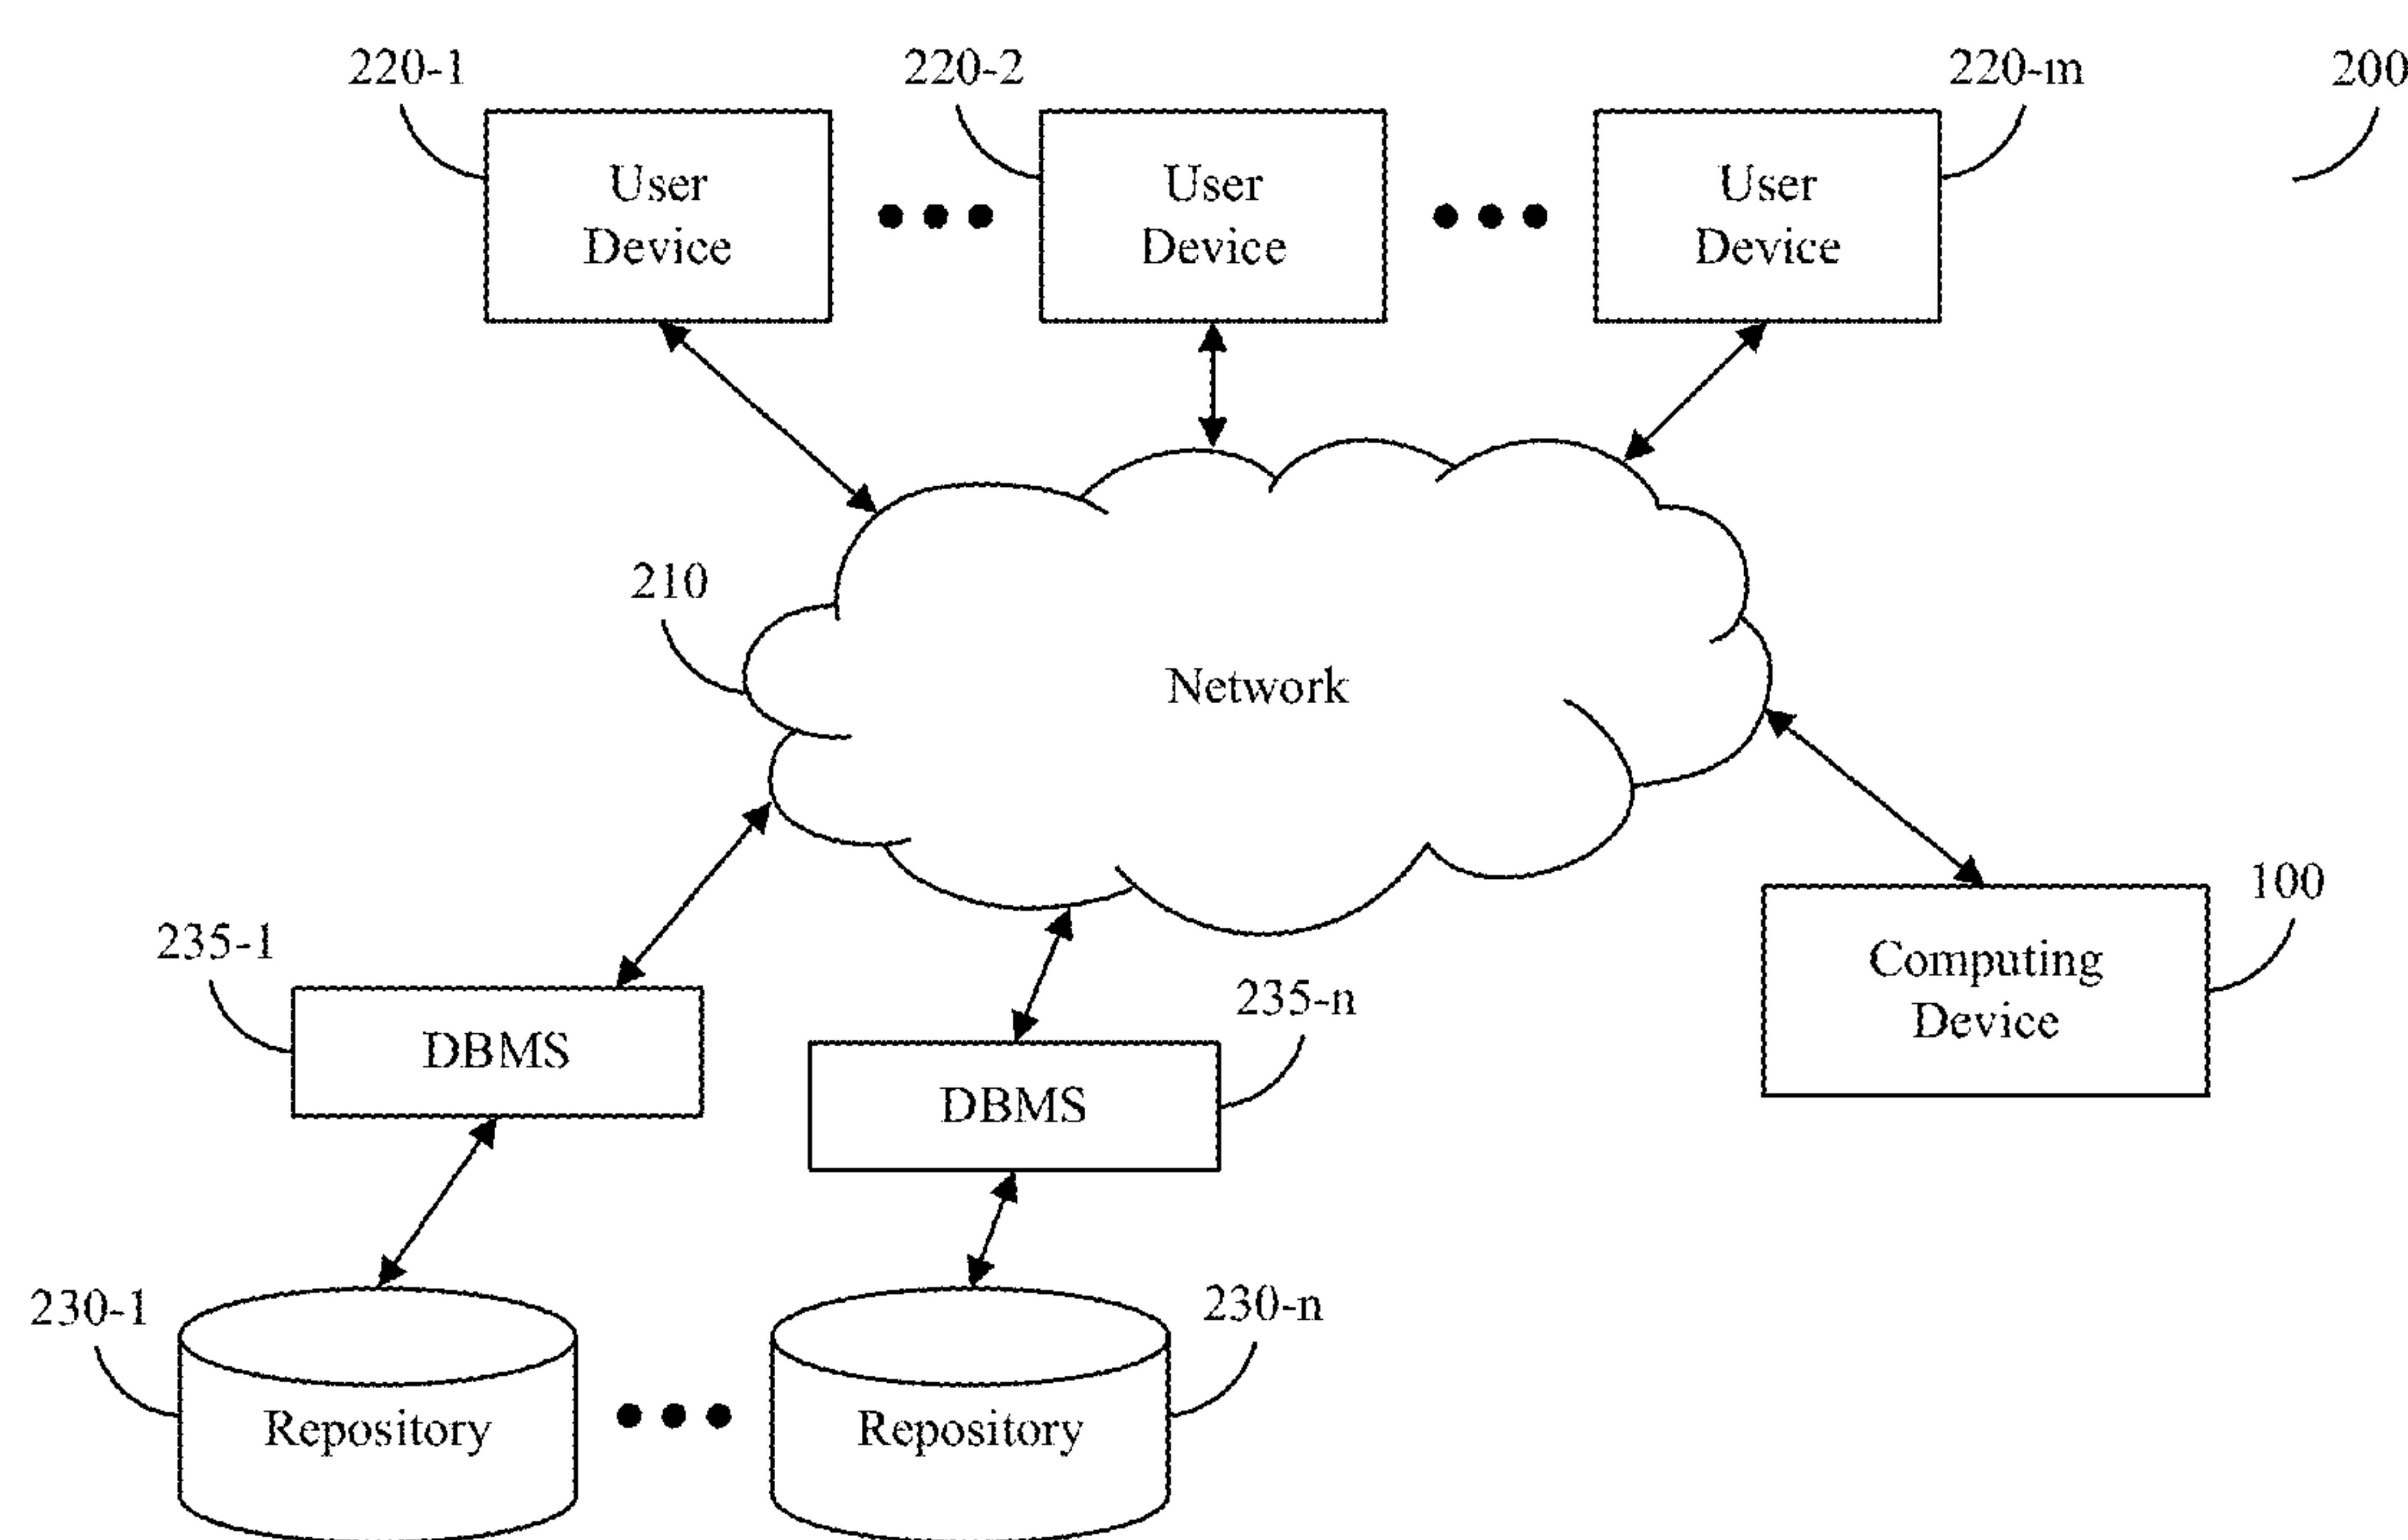 220-1
220-2
220-m
200
User
Device
User
Device
User
Device
210
Network
100
Computing
Device
235-1
DBMS
235-n
DBMS
230-1
Repository
230-n
Repository